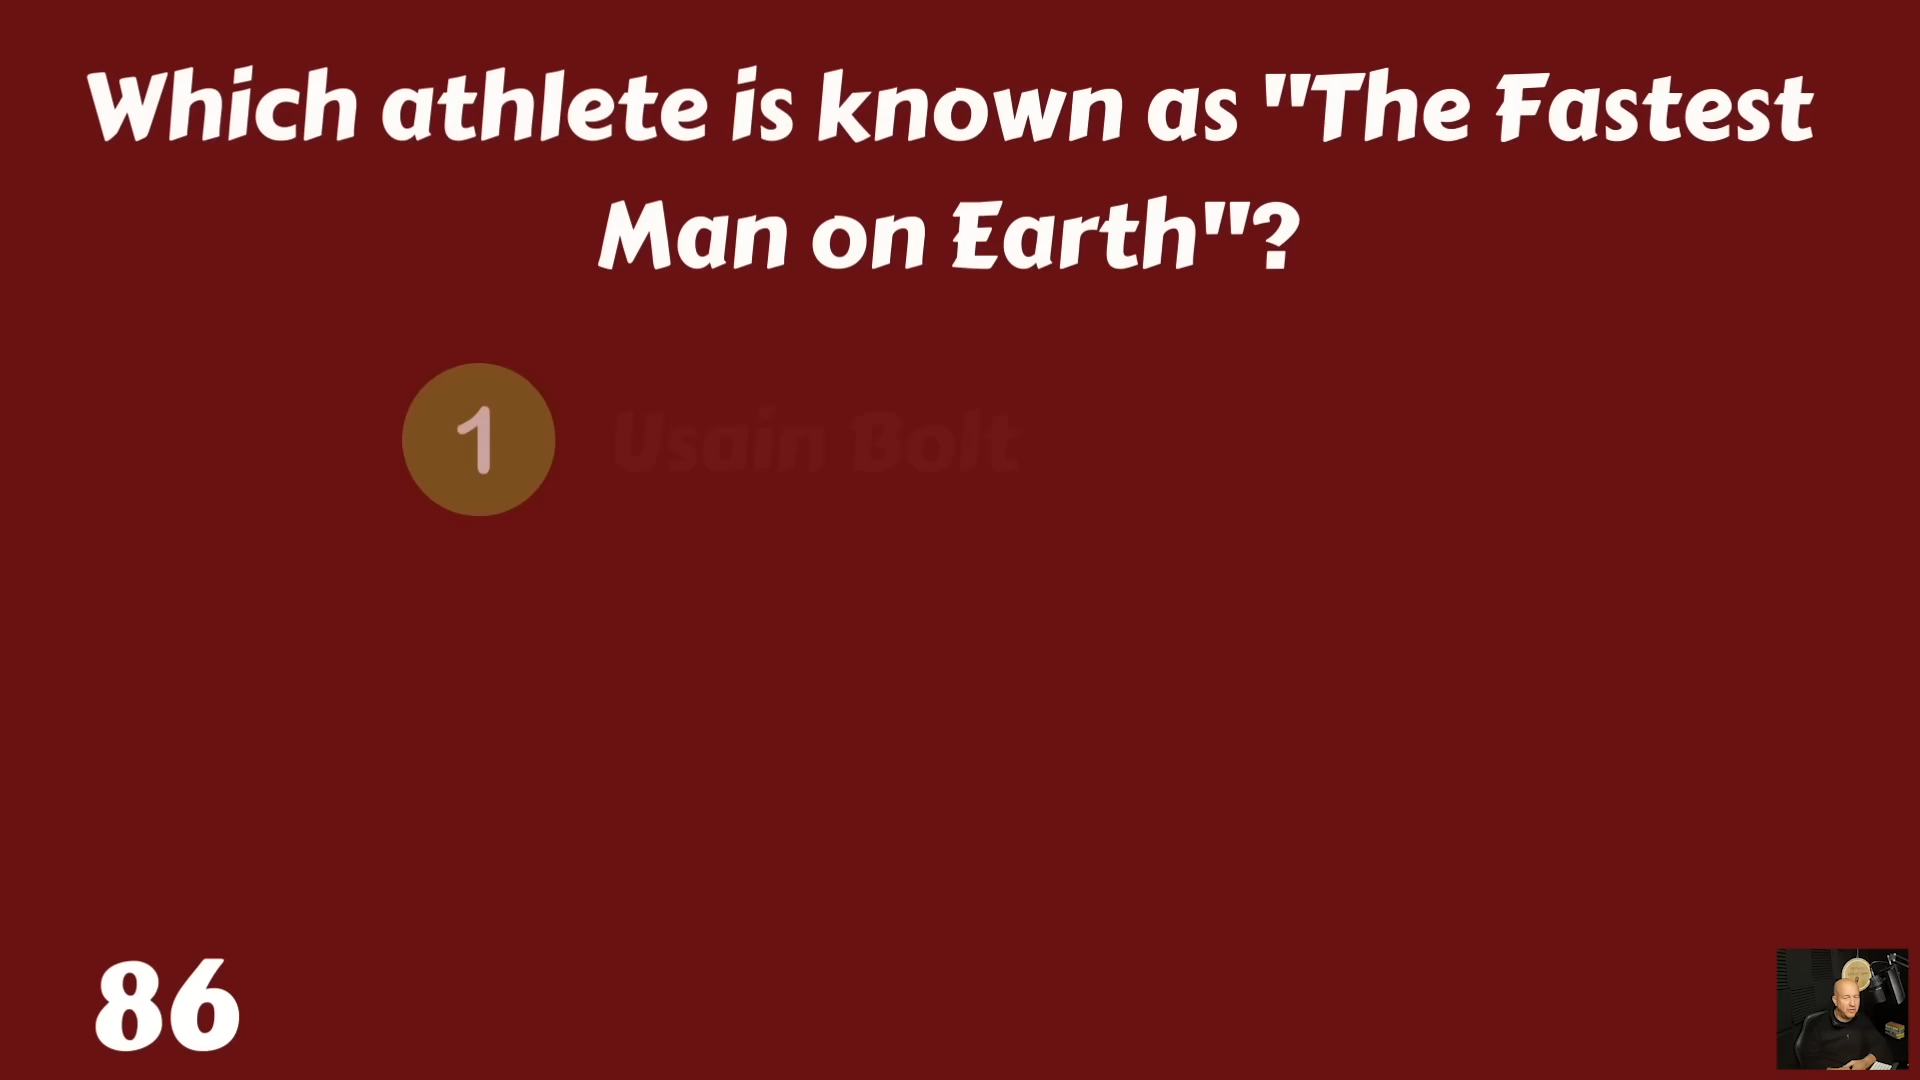 Which athlete is known as "The Fastest
Man on Earth"?
1 Usain Bolt
86